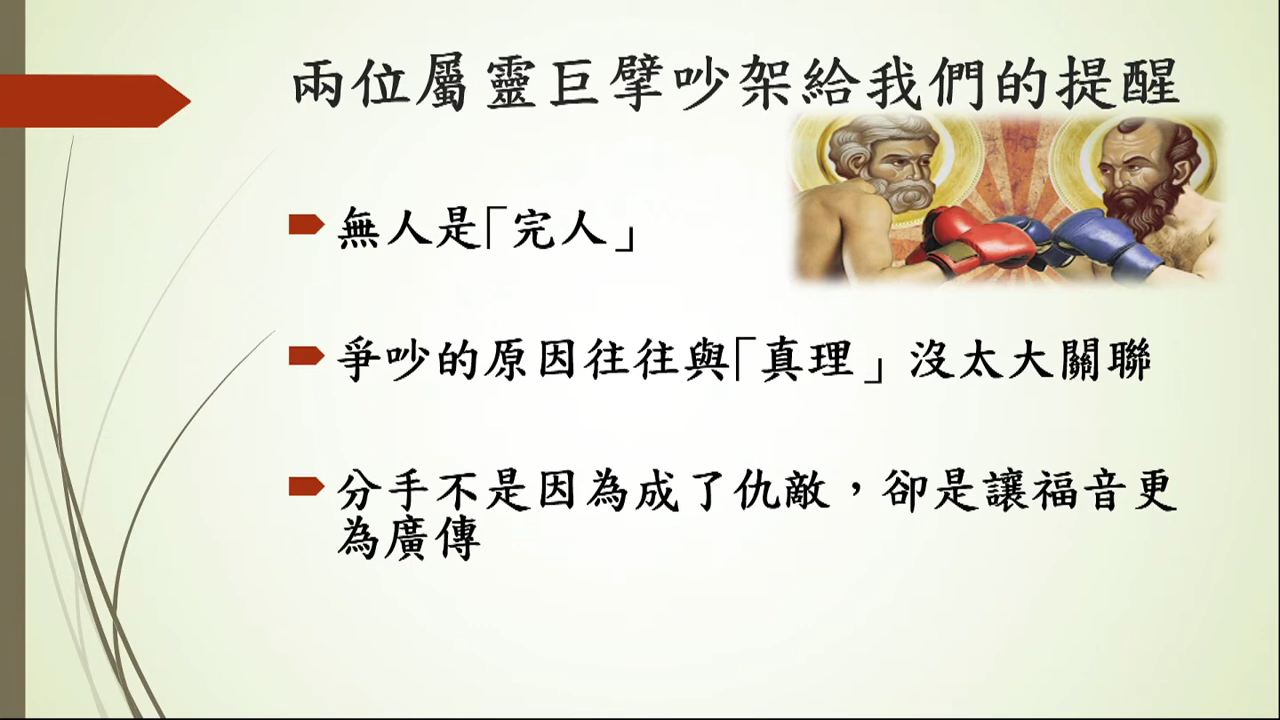 兩位屬靈巨擘吵架給我們的提醒
無人是「完人」
爭吵的原因往往與「真理」沒太大關聯
分手不是因為成了仇敵，卻是讓福音更
為廣傳